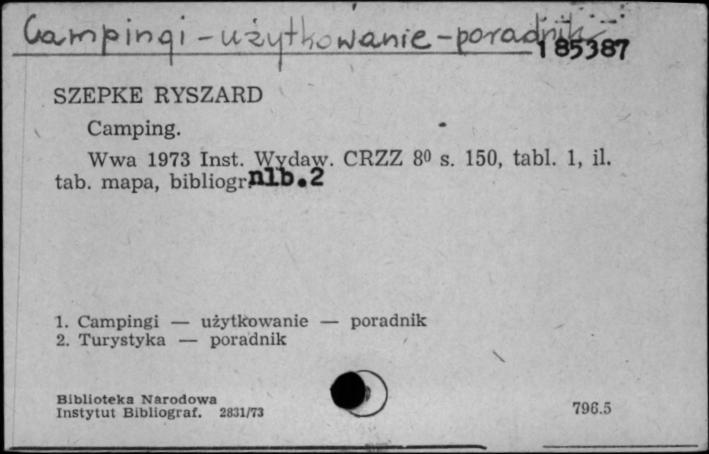 Campingi - użytkowanie - poradnik
185387
SZEPKE RYSZARD
Camping.
Wwa 1973 Inst. Wydaw. CRZZ 8⁰ s. 150, tabl. 1, il.
tab. mapa, bibliogr. nlb.2
1. Campingi — użytkowanie — poradnik
2. Turystyka — poradnik
Biblioteka Narodowa
Instytut Bibliograf. 2831/73
796.5